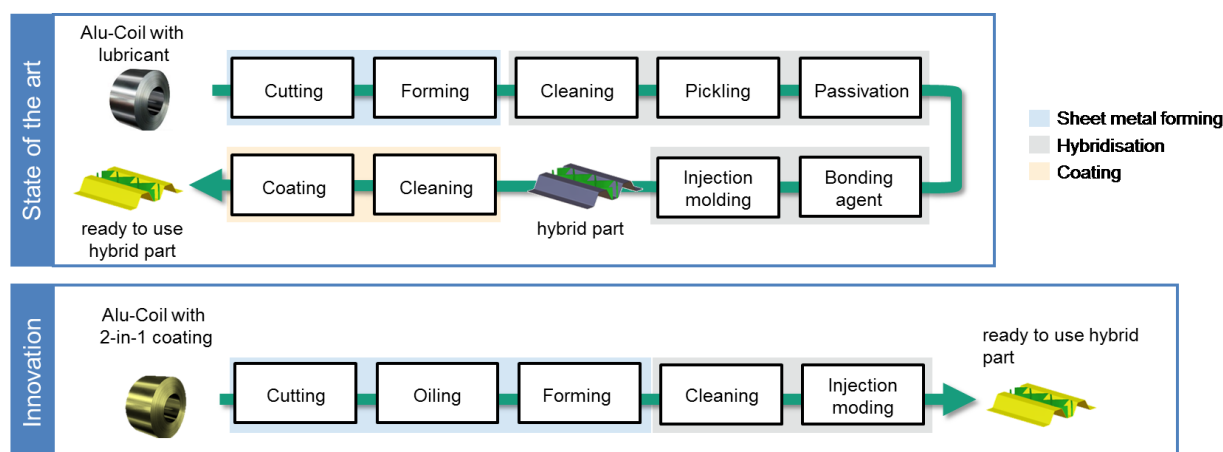 State of the art
Alu-Coil with
lubricant
Cutting
Forming
Cleaning
Pickling
Passivation
Sheet metal forming
Hybridisation
Coating
Coating
Cleaning
Injection
molding
Bonding
agent
ready to use
hybrid part
hybrid part
Innovation
Alu-Coil with
2-in-1 coating
Cutting
Oiling
Forming
Cleaning
Injection
moding
ready to use hybrid
part